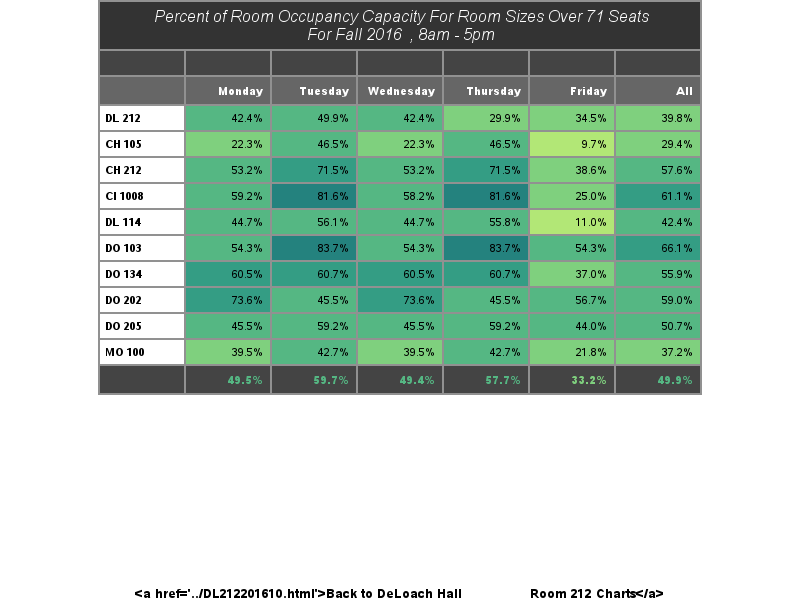 Percent of Room Occupancy Capacity For Room Sizes Over 71 Seats
For Fall 2016 , 8am - 5pm
Monday Tuesday Wednesday Thursday Friday All
DL 212 42.4% 49.9% 42.4% 29.9% 34.5% 39.8%
CH 105 22.3% 46.5% 22.3% 46.5% 9.7% 29.4%
CH 212 53.2% 71.5% 53.2% 71.5% 38.6% 57.6%
CI 1008 59.2% 81.6% 58.2% 81.6% 25.0% 61.1%
DL 114 44.7% 56.1% 44.7% 55.8% 11.0% 42.4%
DO 103 54.3% 83.7% 54.3% 83.7% 54.3% 66.1%
DO 134 60.5% 60.7% 60.5% 60.7% 37.0% 55.9%
DO 202 73.6% 45.5% 73.6% 45.5% 56.7% 59.0%
DO 205 45.5% 59.2% 45.5% 59.2% 44.0% 50.7%
MO 100 39.5% 42.7% 39.5% 42.7% 21.8% 37.2%
49.5% 59.7% 49.4% 57.7% 33.2% 49.9%
<a href='../DL212201610.html'>Back to DeLoach Hall Room 212 Charts</a>